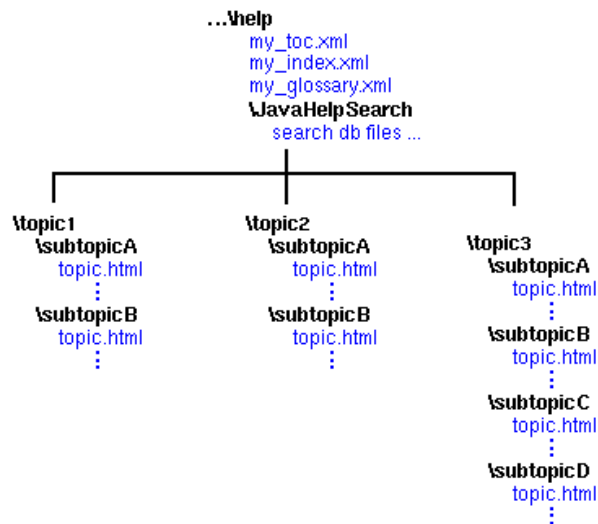 ...\help
my_toc.xml
my_index.xml
my_glossary.xml
\JavaHelpSearch
search db files ...
\topic1
\subtopicA
topic.html
\subtopicB
topic.html
\topic2
\subtopicA
topic.html
\subtopicB
topic.html
\topic3
\subtopicA
topic.html
\subtopicB
topic.html
\subtopicC
topic.html
\subtopicD
topic.html